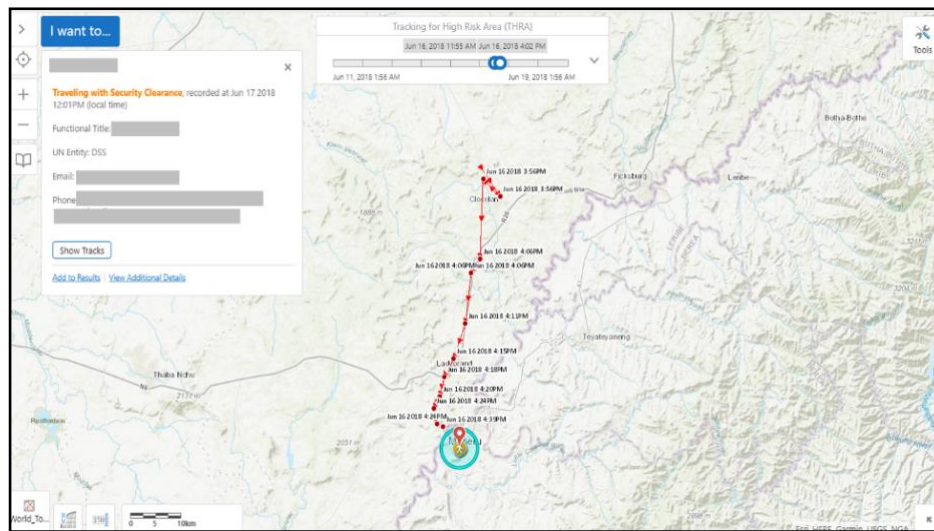 I want to...
Tracking for High Risk Area (THRA)
Jun 16, 2018 11:55 AM Jun 16, 2018 4:02 PM
Jun 11, 2018 1:56 AM
Jun 19, 2018 1:56 AM
Tools
Traveling with Security Clearance, recorded at Jun 17 2018
12:01PM (local time)
Functional Title:
UN Entity: DSS
Email:
Phone
Show Tracks
Add to Results View Additional Details
Botha-Bothe
Jun 16 2018 3:56PM
Ficksburg
Leribe
Jun 16 2018 3:56PM
Clocolan
Jun 16 2018 4:06PM
Jun 16 2018 4:06PM
Jun 16 2018 4:06PM
Jun 16 2018 4:11PM
Teyateyaneng
Jun 16 2018 4:15PM
Ladybrand
Jun 16 2018 4:18PM
Thaba Nchu
Jun 16 2018 4:20PM
Jun 16 2018 4:24PM
Jun 16 2018 4:24PM
Jun 16 2018 4:39PM
Maseru
World_To...
0 5 10km
Esri, HERE, Garmin, USGS, NGA